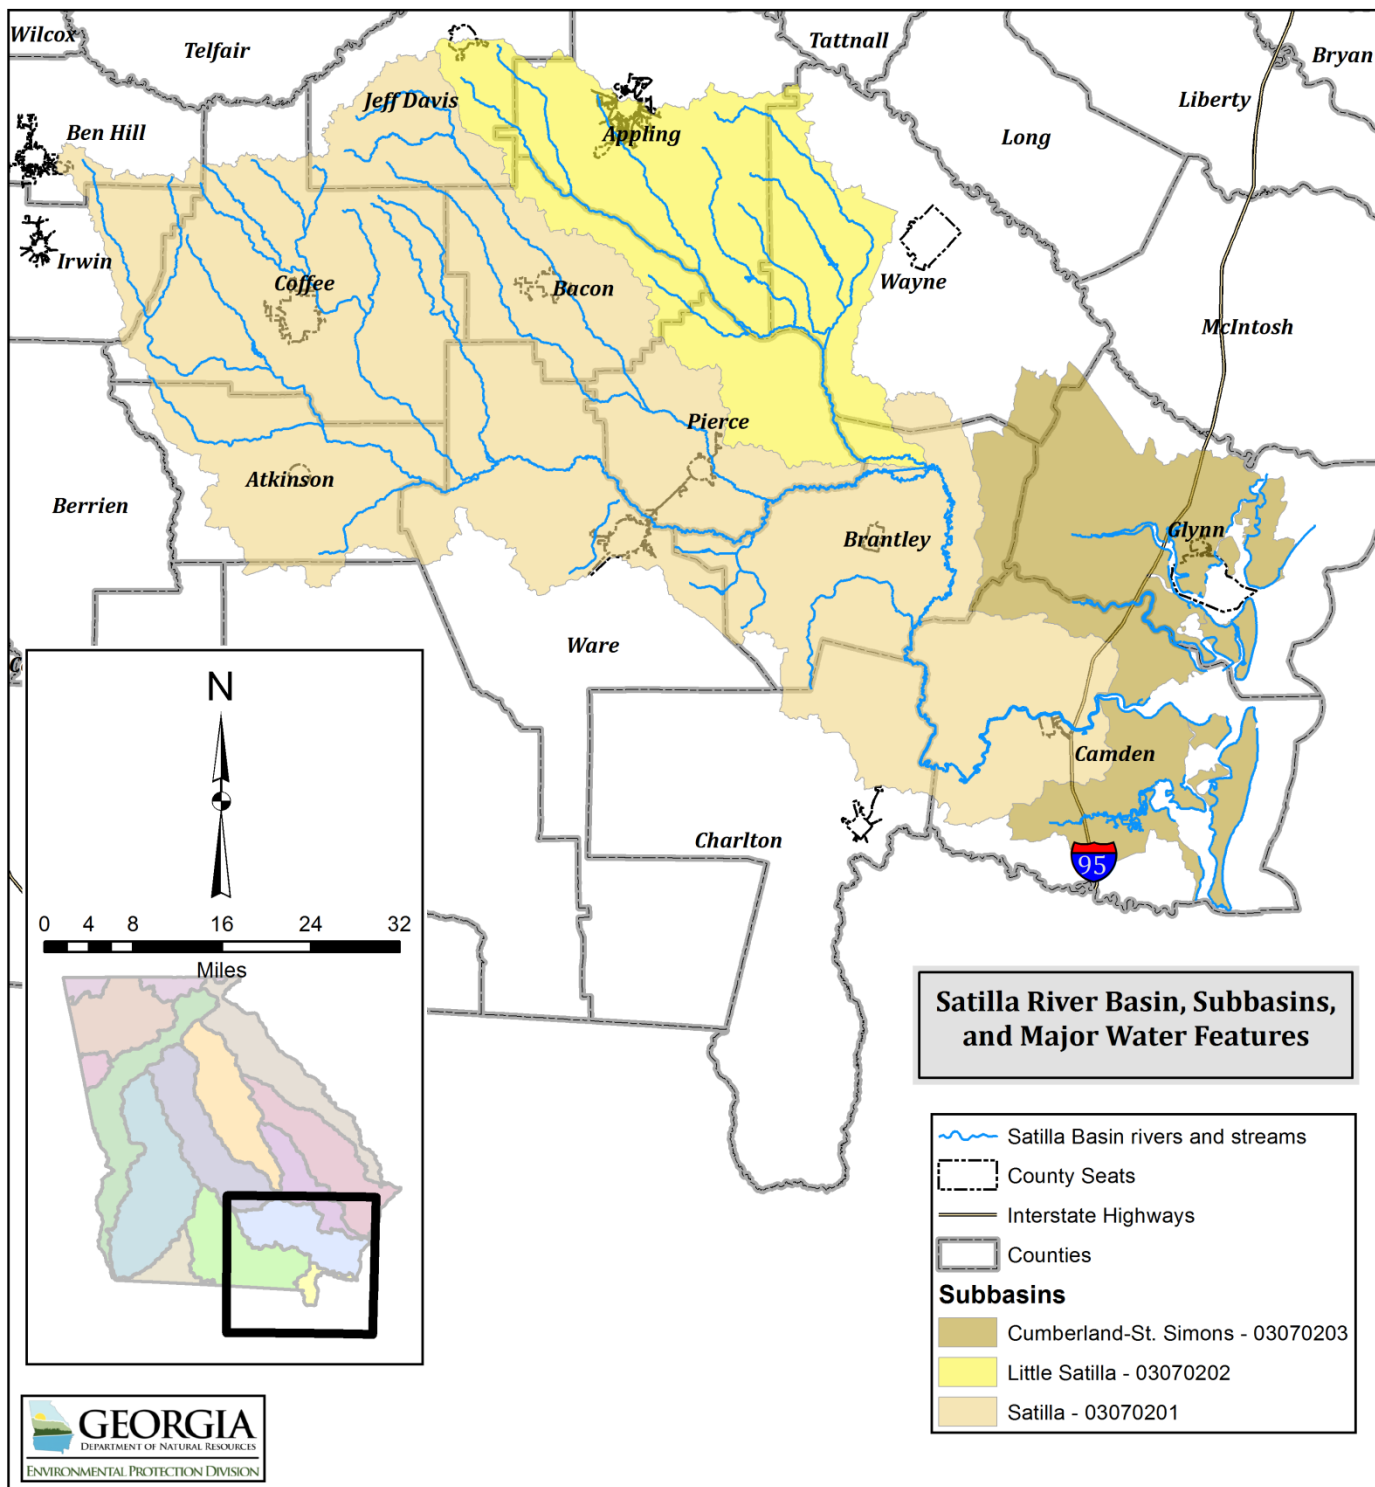 Wilcox
Telfair
Tattnall
Bryan
Jeff Davis
Liberty
Ben Hill
Appling
Long
Irwin
Coffee
Bacon
Wayne
McIntosh
Pierce
Atkinson
Berrien
Brantley
Glynn
Ware
Camden
Charlton
95
N
0 4 8 16 24 32
Miles
Satilla River Basin, Subbasins,
and Major Water Features
Satilla Basin rivers and streams
County Seats
Interstate Highways
Counties
Subbasins
Cumberland-St. Simons - 03070203
Little Satilla - 03070202
Satilla - 03070201
GEORGIA
DEPARTMENT OF NATURAL RESOURCES
ENVIRONMENTAL PROTECTION DIVISION